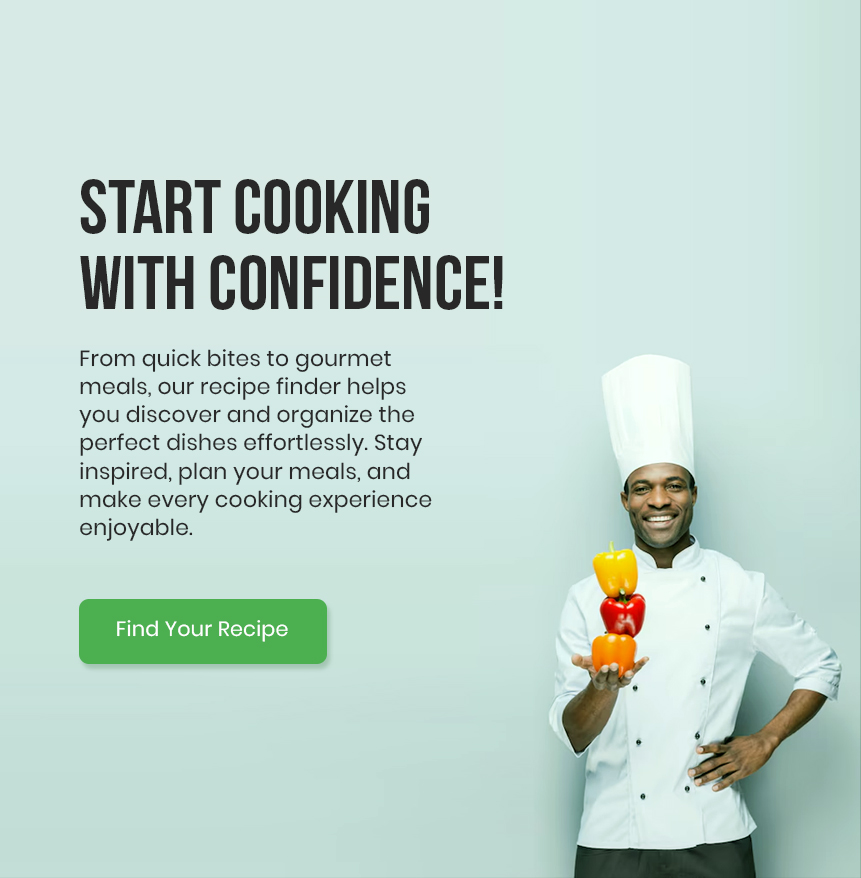 START COOKING
WITH CONFIDENCE!
From quick bites to gourmet
meals, our recipe finder helps
you discover and organize the
perfect dishes effortlessly. Stay
inspired, plan your meals, and
make every cooking experience
enjoyable.
Find Your Recipe